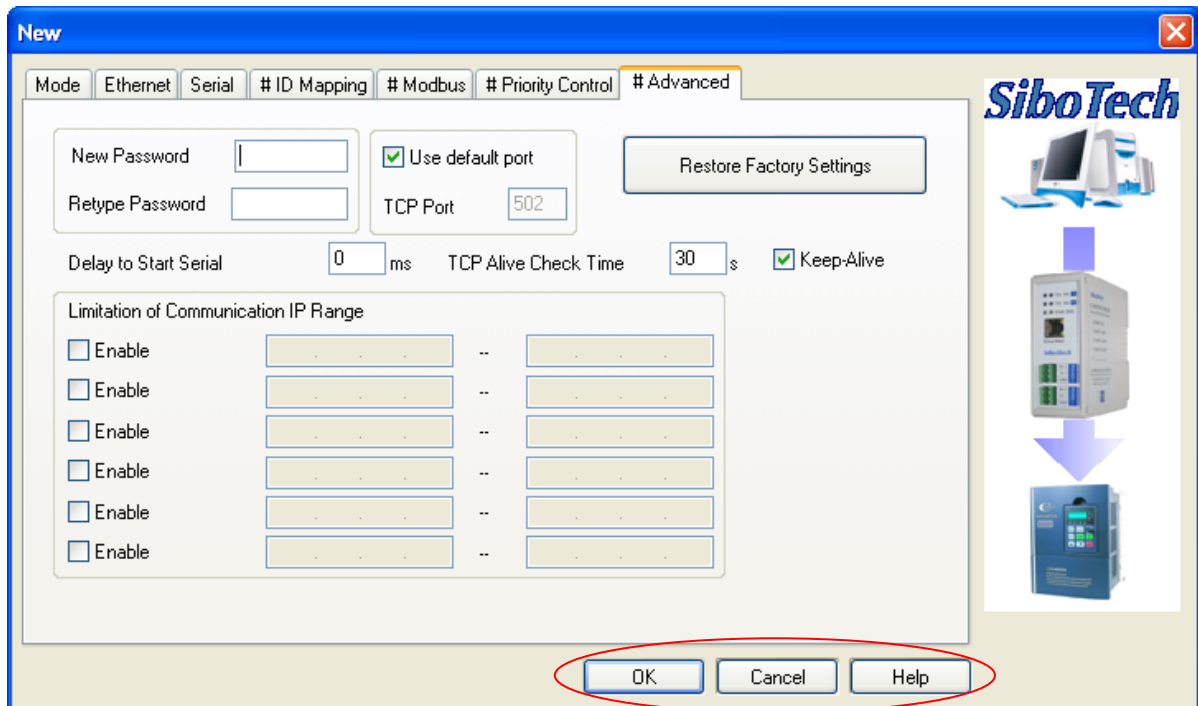 New
Mode Ethernet Serial # ID Mapping # Modbus # Priority Control # Advanced
SiboTech
New Password
Use default port
Restore Factory Settings
Retype Password
TCP Port 502
Delay to Start Serial 0 ms TCP Alive Check Time 30 s Keep-Alive
Limitation of Communication IP Range
Enable . . . -- . . .
Enable . . . -- . . .
Enable . . . -- . . .
Enable . . . -- . . .
Enable . . . -- . . .
Enable . . . -- . . .
OK Cancel Help